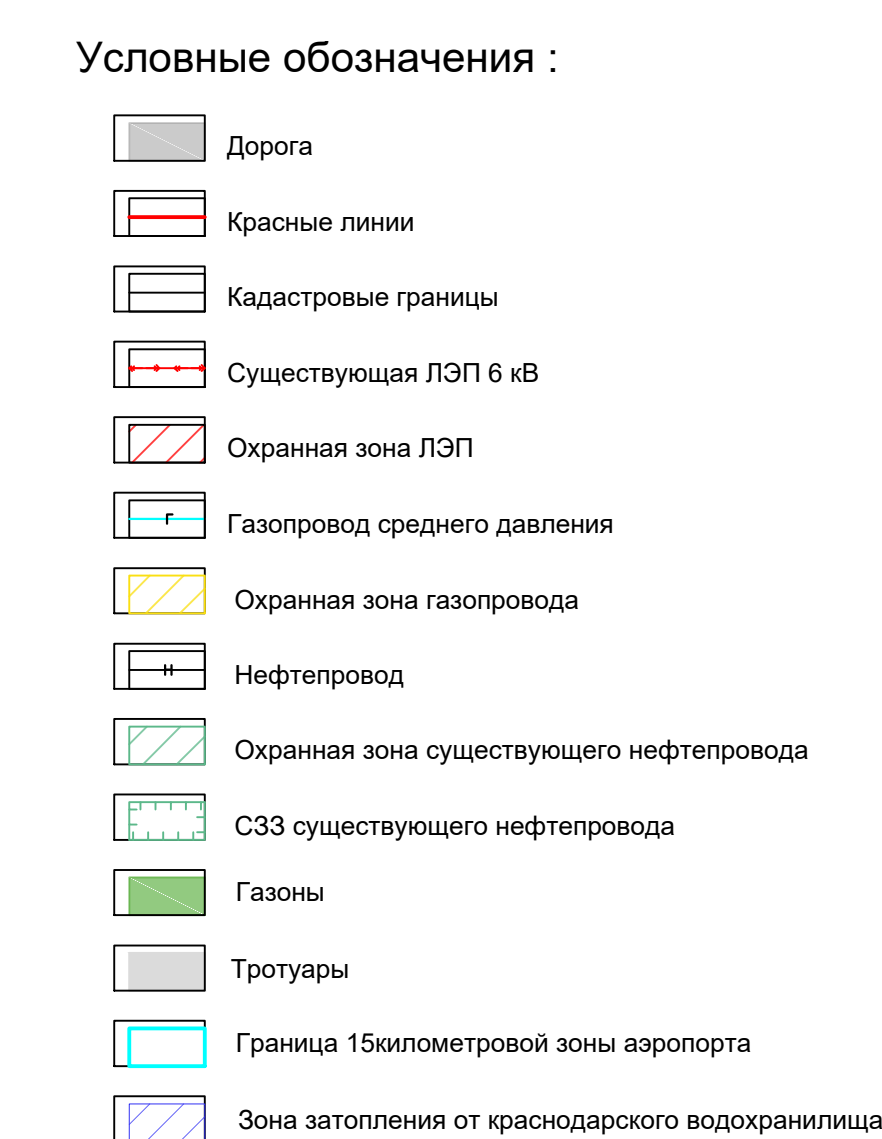 Условные обозначения :
Дорога
Красные линии
Кадастровые границы
Существующая ЛЭП 6 кВ
Охранная зона ЛЭП
Г
Газопровод среднего давления
Охранная зона газопровода
Н
Нефтепровод
Охранная зона существующего нефтепровода
СЗЗ существующего нефтепровода
Газоны
Тротуары
Граница 15километровой зоны аэропорта
Зона затопления от краснодарского водохранилища